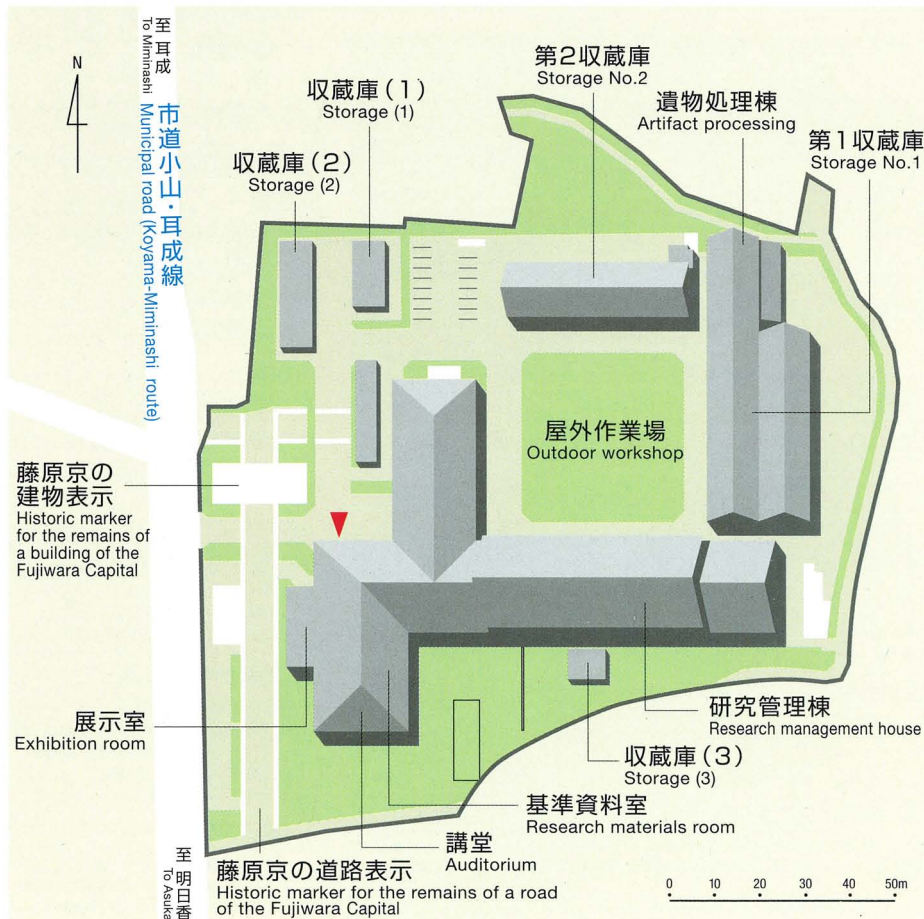 N
至 耳成
To Miminashi
市道小山・耳成線
Municipal road (Koyama-Miminashi route)
収蔵庫(1)
Storage (1)
収蔵庫(2)
Storage (2)
第2収蔵庫
Storage No.2
遺物処理棟
Artifact processing
第1収蔵庫
Storage No.1
屋外作業場
Outdoor workshop
藤原京の
建物表示
Historic marker
for the remains of
a building of the
Fujiwara Capital
展示室
Exhibition room
研究管理棟
Research management house
収蔵庫(3)
Storage (3)
基準資料室
Research materials room
講堂
Auditorium
藤原京の道路表示
Historic marker for the remains of a road
of the Fujiwara Capital
至 明日香
To Asuka
0 10 20 30 40 50m